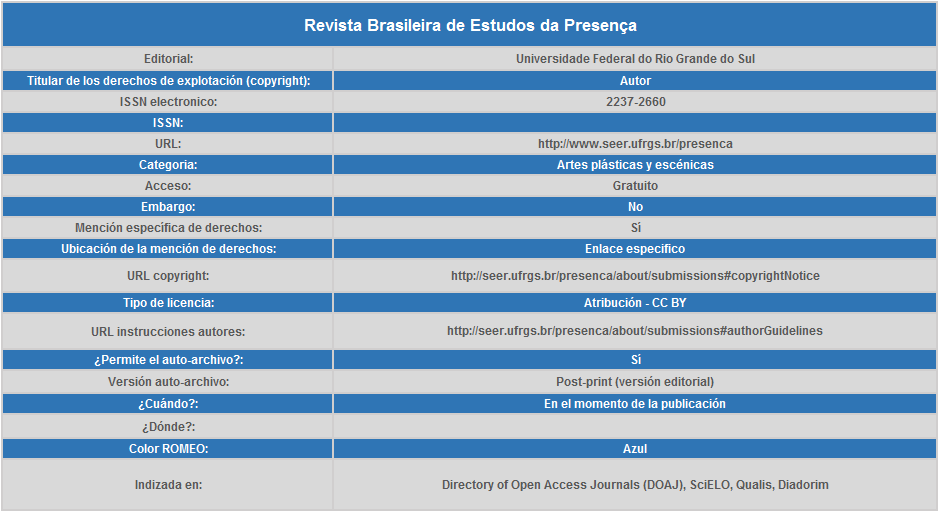 Revista Brasileira de Estudos da Presença
Editorial: Universidade Federal do Rio Grande do Sul
Titular de los derechos de explotación (copyright): Autor
ISSN electronico: 2237-2660
ISSN:
URL: http://www.seer.ufrgs.br/presenca
Categoria: Artes plásticas y escénicas
Acceso: Gratuito
Embargo: No
Mención específica de derechos: Sí
Ubicación de la mención de derechos: Enlace específico
URL copyright: http://seer.ufrgs.br/presenca/about/submissions#copyrightNotice
Tipo de licencia: Atribución - CC BY
URL instrucciones autores: http://seer.ufrgs.br/presenca/about/submissions#authorGuidelines
¿Permite el auto-archivo?: Sí
Versión auto-archivo: Post-print (versión editorial)
¿Cuándo?: En el momento de la publicación
¿Dónde?:
Color ROMEO: Azul
Indizada en: Directory of Open Access Journals (DOAJ), SciELO, Qualis, Diadorim